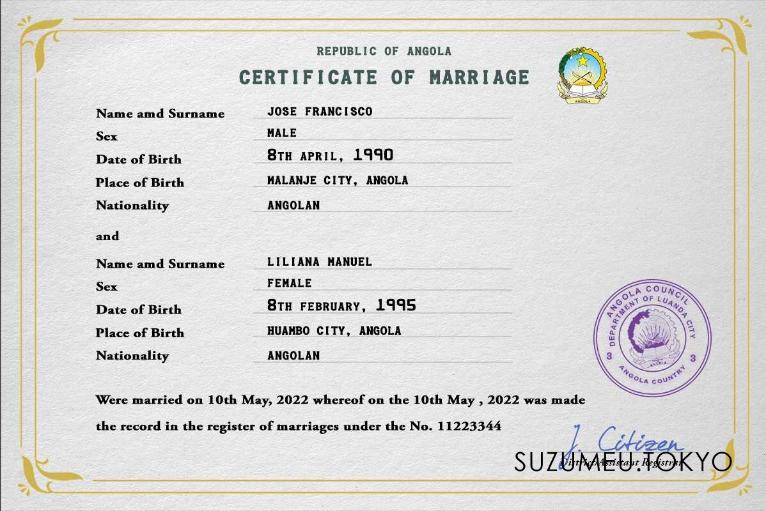 REPUBLIC OF ANGOLA
CERTIFICATE OF MARRIAGE
Name amd Surname JOSE FRANCISCO
Sex MALE
Date of Birth 8TH APRIL, 1990
Place of Birth MALANJE CITY, ANGOLA
Nationality ANGOLAN
and
Name amd Surname LILIANA MANUEL
Sex FEMALE
Date of Birth 8TH FEBRUARY, 1995
Place of Birth HUAMBO CITY, ANGOLA
Nationality ANGOLAN
ANGOLA COUNCIL
DEPARTMENT OF LUANDA CITY
3 3
ANGOLA COUNTRY
Were married on 10th May, 2022 whereof on the 10th May , 2022 was made
the record in the register of marriages under the No. 11223344
J. Citizen
District/Assistant Registrar
SUZUMEU.TOKYO